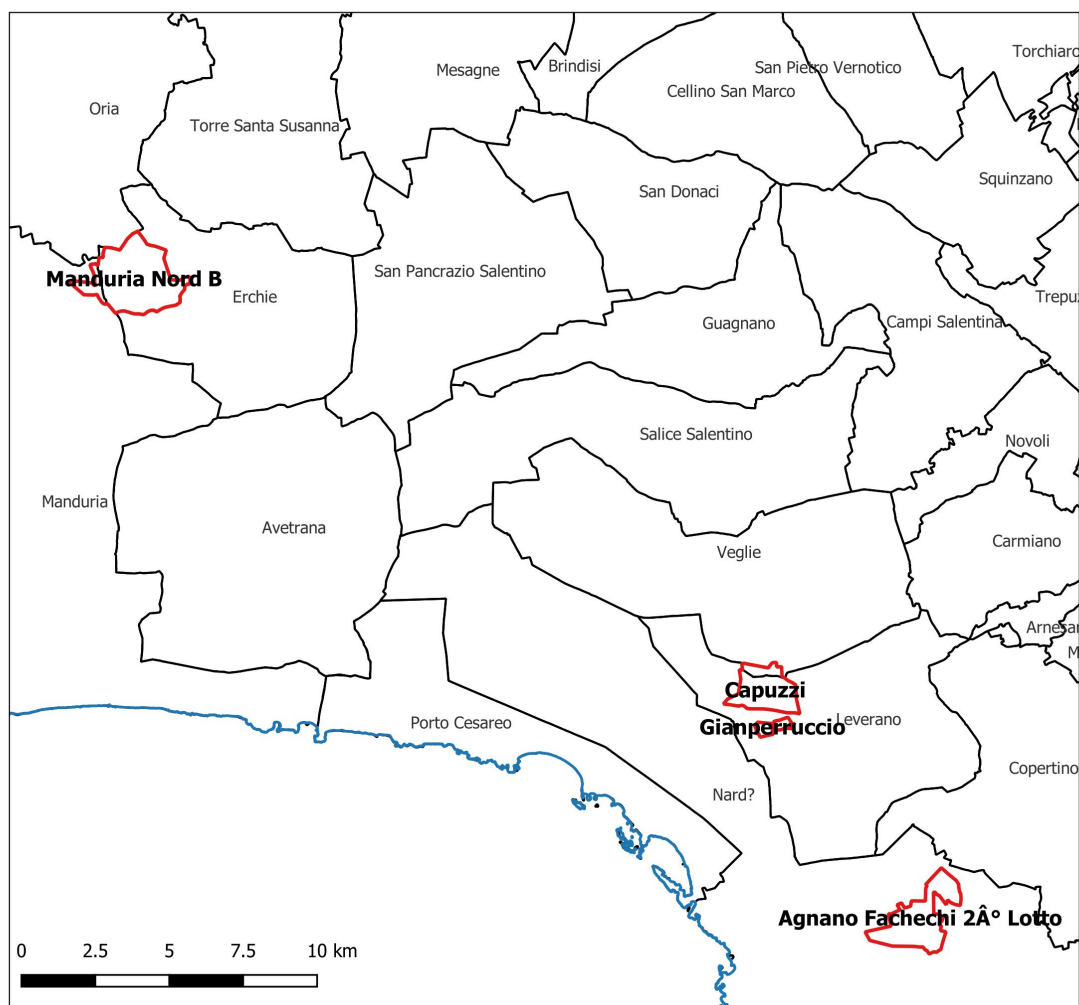 Torchiaro
Brindisi
San Pietro Vernotico
Mesagne
Cellino San Marco
Oria
Torre Santa Susanna
Squinzano
San Donaci
San Pancrazio Salentino
Manduria Nord B
Erchie
Trepuz
Guagnano
Campi Salentina
Salice Salentino
Novoli
Manduria
Avetrana
Carmiano
Veglie
Arnesan
M
Capuzzi
Porto Cesareo
Leverano
Gianperruccio
Copertino
Nard?
Agnano Fachechi 2Â° Lotto
0 2.5 5 7.5 10 km